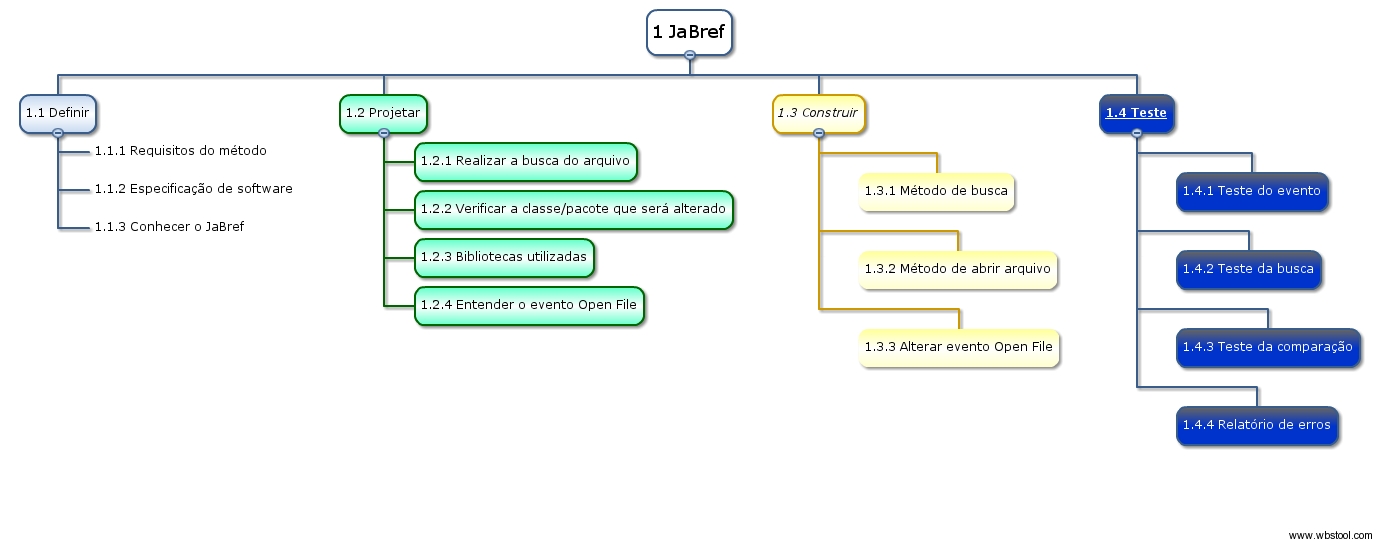 1 JaBref
1.1 Definir
1.1.1 Requisitos do método
1.1.2 Especificação de software
1.1.3 Conhecer o JaBref
1.2 Projetar
1.2.1 Realizar a busca do arquivo
1.2.2 Verificar a classe/pacote que será alterado
1.2.3 Bibliotecas utilizadas
1.2.4 Entender o evento Open File
1.3 Construir
1.3.1 Método de busca
1.3.2 Método de abrir arquivo
1.3.3 Alterar evento Open File
1.4 Teste
1.4.1 Teste do evento
1.4.2 Teste da busca
1.4.3 Teste da comparação
1.4.4 Relatório de erros
www.wbstool.com